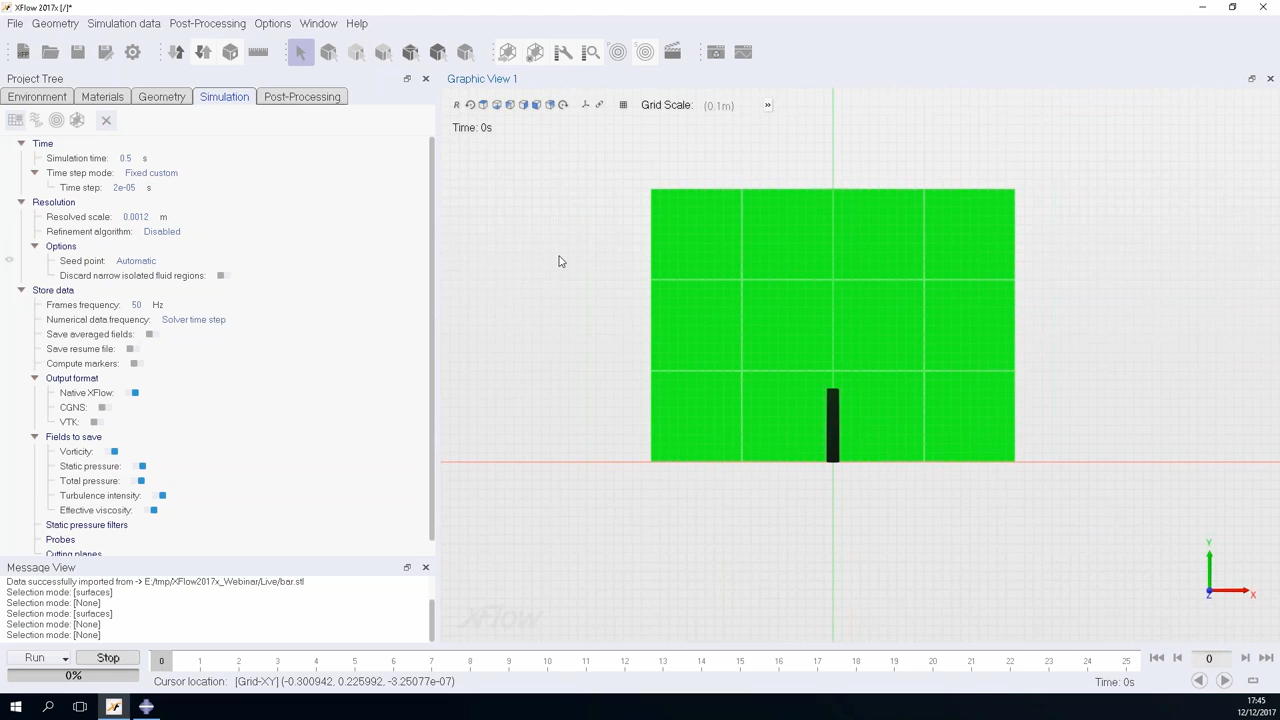 XFlow 2017x [/]*
File Geometry Simulation data Post-Processing Options Window Help
Project Tree
Graphic View 1
Environment Materials Geometry Simulation Post-Processing
R Grid Scale: (0.1m) »
Time: 0s
Time
Simulation time: 0.5 s
Time step mode: Fixed custom
Time step: 2e-05 s
Resolution
Resolved scale: 0.0012 m
Refinement algorithm: Disabled
Options
Seed point: Automatic
Discard narrow isolated fluid regions:
Store data
Frames frequency: 50 Hz
Numerical data frequency: Solver time step
Save averaged fields:
Save resume file:
Compute markers:
Output format
Native XFlow:
CGNS:
VTK:
Fields to save
Vorticity:
Static pressure:
Total pressure:
Turbulence intensity:
Effective viscosity:
Static pressure filters
Probes
Cutting planes
Y
Z X
XFlow
Message View
Data successfully imported from -> E:/tmp/XFlow2017x_Webinar/Live/bar.stl
Selection mode: [surfaces]
Selection mode: [None]
Selection mode: [surfaces]
Selection mode: [None]
Selection mode: [None]
Run Stop
0 1 2 3 4 5 6 7 8 9 10 11 12 13 14 15 16 17 18 19 20 21 22 23 24 25
0
0%
Cursor location: [Grid-XY] (-0.300942, 0.225992, -3.25077e-07)
Time: 0s
17:45
12/12/2017